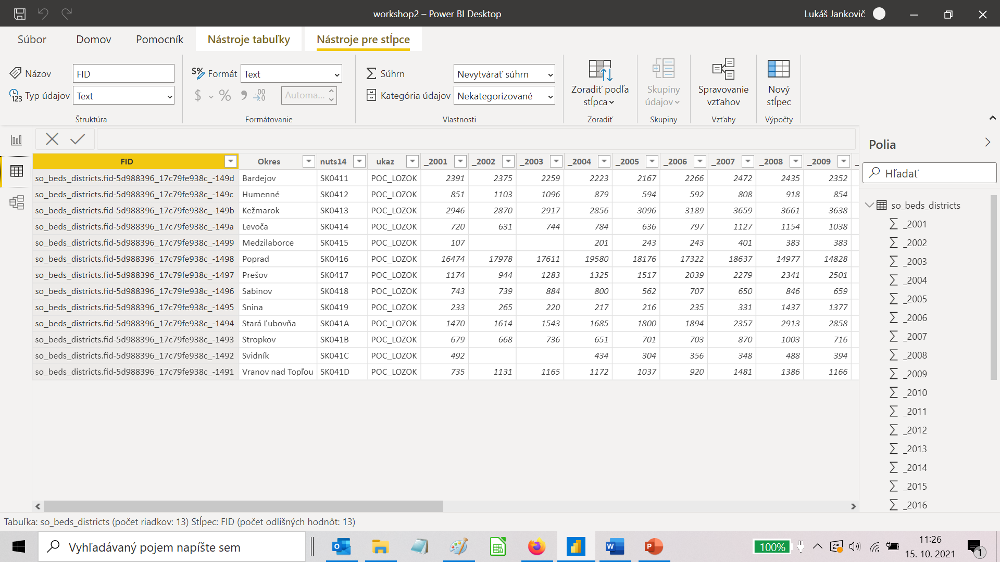 workshop2 – Power BI Desktop
Lukáš Jankovič
Súbor Domov Pomocník Nástroje tabuľky Nástroje pre stĺpce
Názov FID
Typ údajov Text
Štruktúra
$% Formát Text
$ % 9 .00 Automa...
Formátovanie
Súhrn Nevytvárať súhrn
Kategória údajov Nekategorizované
Vlastnosti
Zoradiť podľa
stĺpca
Zoradiť
Skupiny
údajov
Skupiny
Spravovanie
vzťahov
Vzťahy
Nový
stĺpec
Výpočty
FID Okres nuts14 ukaz _2001 _2002 _2003 _2004 _2005 _2006 _2007 _2008 _2009
so_beds_districts.fid-5d988396_17c79fe938c_-149d Bardejov SK0411 POC_LOZOK 2391 2375 2259 2223 2167 2266 2472 2435 2352
so_beds_districts.fid-5d988396_17c79fe938c_-149c Humenné SK0412 POC_LOZOK 851 1103 1096 879 594 592 808 918 854
so_beds_districts.fid-5d988396_17c79fe938c_-149b Kežmarok SK0413 POC_LOZOK 2946 2870 2917 2856 3096 3189 3659 3661 3638
so_beds_districts.fid-5d988396_17c79fe938c_-149a Levoča SK0414 POC_LOZOK 720 631 744 784 636 797 1127 1154 1038
so_beds_districts.fid-5d988396_17c79fe938c_-1499 Medzilaborce SK0415 POC_LOZOK 107 201 243 243 401 383 383
so_beds_districts.fid-5d988396_17c79fe938c_-1498 Poprad SK0416 POC_LOZOK 16474 17978 17611 19580 18176 17322 18637 14977 14828
so_beds_districts.fid-5d988396_17c79fe938c_-1497 Prešov SK0417 POC_LOZOK 1174 944 1283 1325 1517 2039 2279 2341 2501
so_beds_districts.fid-5d988396_17c79fe938c_-1496 Sabinov SK0418 POC_LOZOK 743 739 884 800 562 707 650 846 659
so_beds_districts.fid-5d988396_17c79fe938c_-1495 Snina SK0419 POC_LOZOK 233 265 220 217 216 235 331 1437 1377
so_beds_districts.fid-5d988396_17c79fe938c_-1494 Stará Ľubovňa SK041A POC_LOZOK 1470 1614 1543 1685 1800 1894 2357 2913 2858
so_beds_districts.fid-5d988396_17c79fe938c_-1493 Stropkov SK041B POC_LOZOK 679 668 736 651 701 703 870 1003 716
so_beds_districts.fid-5d988396_17c79fe938c_-1492 Svidník SK041C POC_LOZOK 492 434 304 356 348 488 394
so_beds_districts.fid-5d988396_17c79fe938c_-1491 Vranov nad Topľou SK041D POC_LOZOK 735 1131 1165 1172 1037 920 1481 1386 1166
Polia
Hľadať
so_beds_districts
_2001
_2002
_2003
_2004
_2005
_2006
_2007
_2008
_2009
_2010
_2011
_2012
_2013
_2014
_2015
_2016
Tabuľka: so_beds_districts (počet riadkov: 13) Stĺpec: FID (počet odlišných hodnôt: 13)
Vyhľadávaný pojem napíšte sem
100%
11:26
15. 10. 2021
1